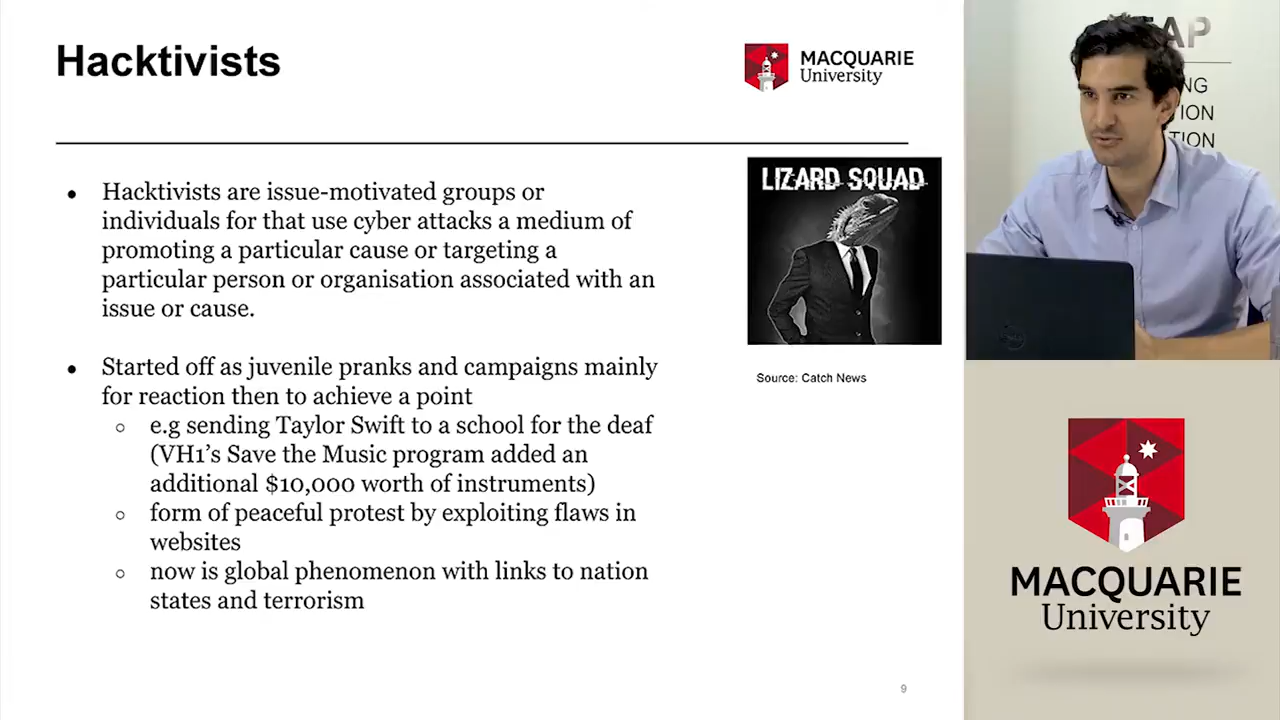 Hacktivists
MACQUARIE
University
Hacktivists are issue-motivated groups or
individuals for that use cyber attacks a medium of
promoting a particular cause or targeting a
particular person or organisation associated with an
issue or cause.
Started off as juvenile pranks and campaigns mainly
for reaction then to achieve a point
e.g sending Taylor Swift to a school for the deaf
(VH1’s Save the Music program added an
additional $10,000 worth of instruments)
form of peaceful protest by exploiting flaws in
websites
now is global phenomenon with links to nation
states and terrorism
LIZARD SQUAD
Source: Catch News
9
AP
NG
TION
TION
MACQUARIE
University